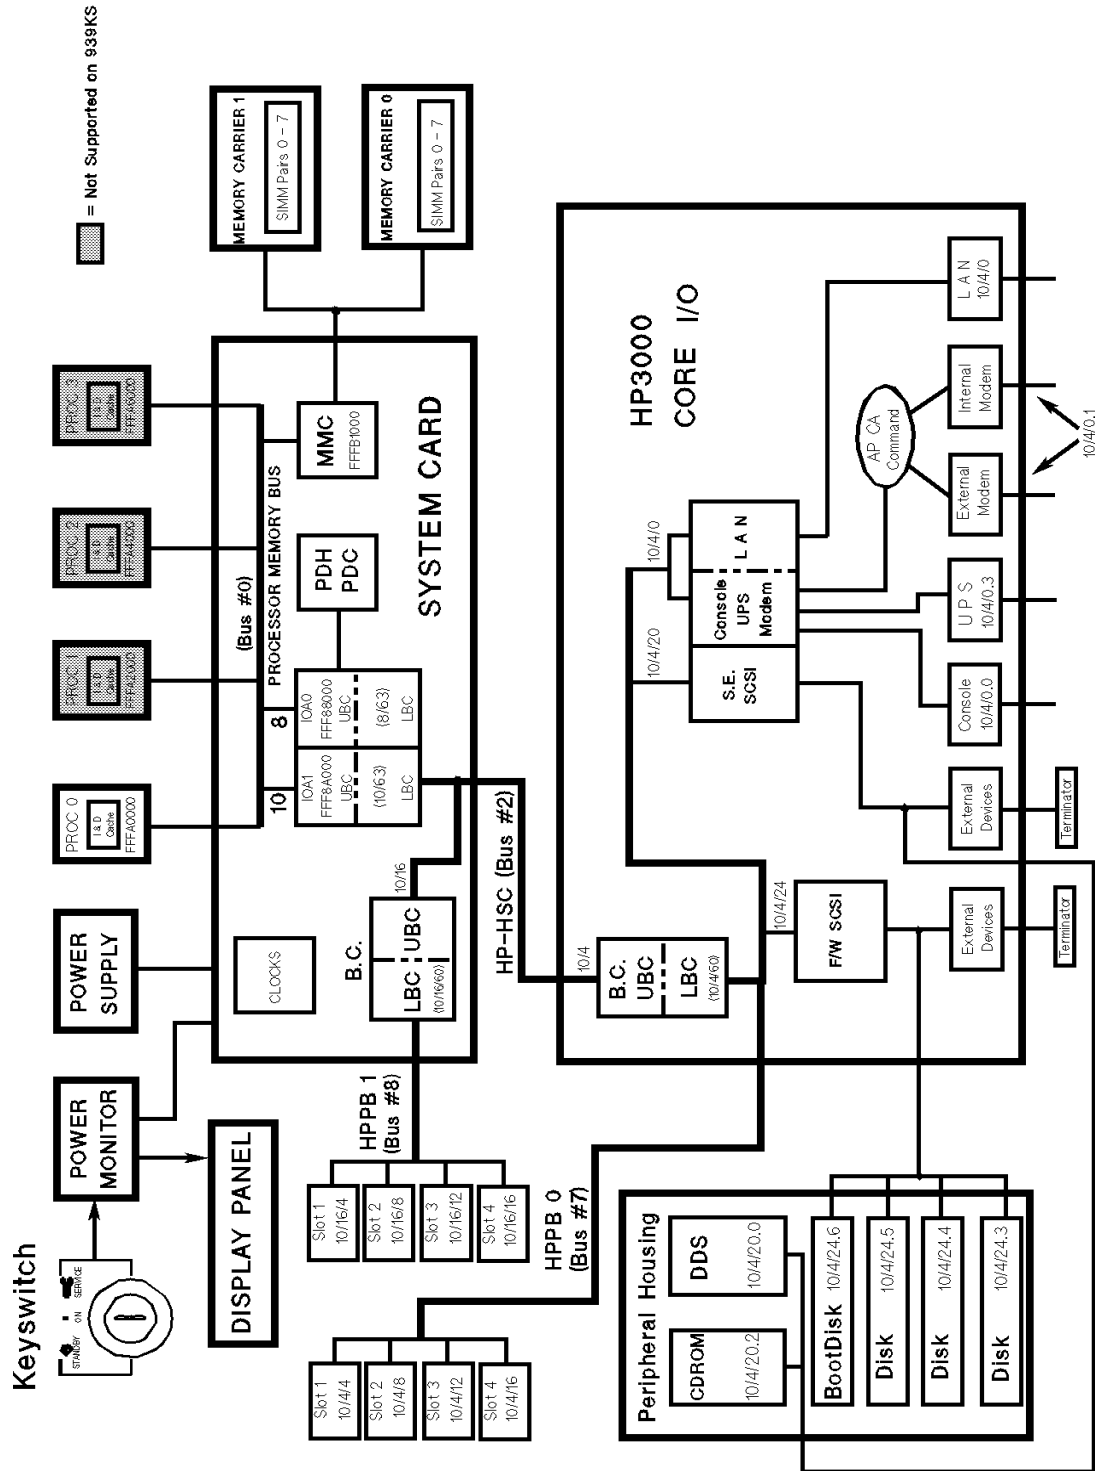 Keyswitch
STANDBY
ON
SERVICE
POWER
MONITOR
POWER
SUPPLY
DISPLAY PANEL
PROC 0
I & D
Cache
FFFA0000
PROC 1
I & D
Cache
FFFA2000
PROC 2
I & D
Cache
FFFA4000
PROC 3
I & D
Cache
FFFA6000
= Not Supported on 939KS
CLOCKS
(Bus #0)
PROCESSOR MEMORY BUS
10
8
IOA1
FFF8A000
UBC
(10/63)
LBC
IOA0
FFF88000
UBC
(8/63)
LBC
PDH
PDC
MMC
FFFB1000
SYSTEM CARD
MEMORY CARRIER 1
SIMM Pairs 0 - 7
MEMORY CARRIER 0
SIMM Pairs 0 - 7
B.C.
LBC
UBC
(10/16/60)
10/16
HPPB 1
(Bus #8)
Slot 1
10/16/4
Slot 2
10/16/8
Slot 3
10/16/12
Slot 4
10/16/16
HP-HSC (Bus #2)
HPPB 0
(Bus #7)
Slot 1
10/4/4
Slot 2
10/4/8
Slot 3
10/4/12
Slot 4
10/4/16
HP3000
CORE I/O
10/4
B.C.
UBC
LBC
(10/4/60)
10/4/20
10/4/0
S.E.
SCSI
Console
UPS
Modem
LAN
10/4/24
F/W SCSI
AP CA
Command
External
Devices
External
Devices
Console
10/4/0.0
UPS
10/4/0.3
External
Modem
Internal
Modem
LAN
10/4/0
10/4/0.1
Terminator
Terminator
Peripheral Housing
CDROM
10/4/20.2
DDS
10/4/20.0
BootDisk 10/4/24.6
Disk 10/4/24.5
Disk 10/4/24.4
Disk 10/4/24.3